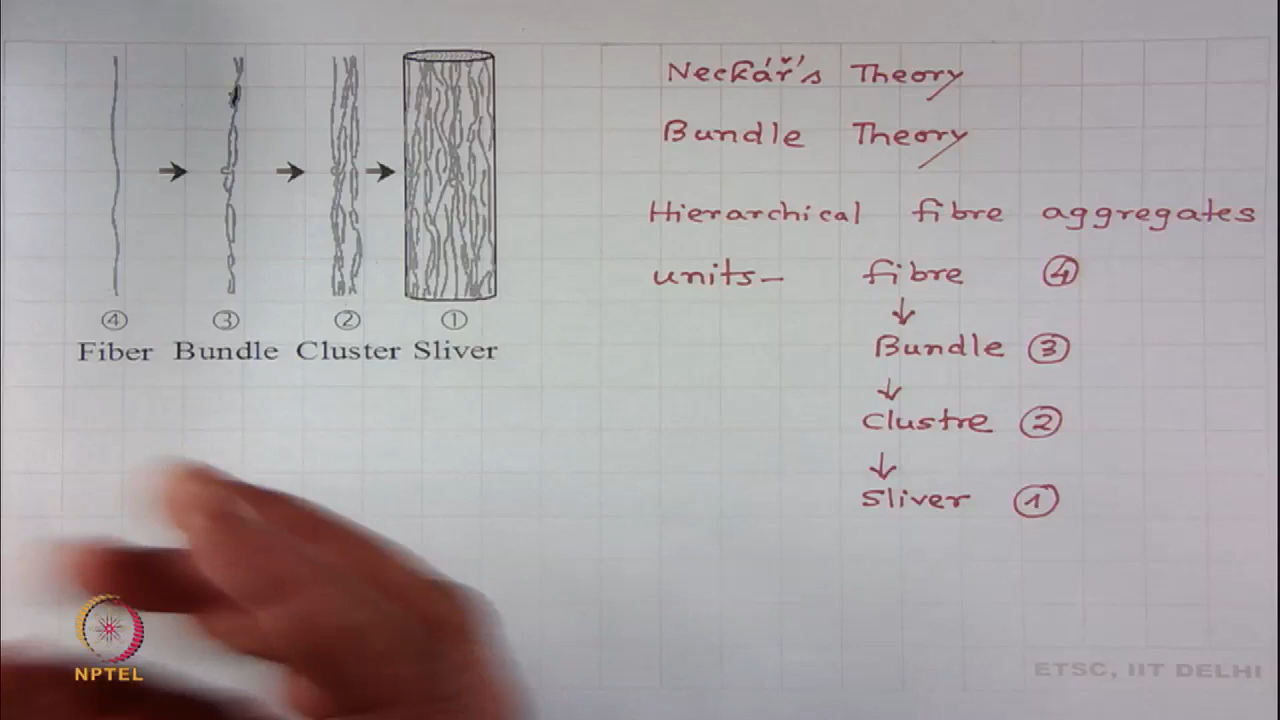 ④ ③ ② ①
Fiber Bundle Cluster Sliver
Neckář's Theory
Bundle Theory
Hierarchical fibre aggregates
units- fibre ④
↓
Bundle ③
↓
Clustre ②
↓
Sliver ①
NPTEL
ETSC, IIT DELHI